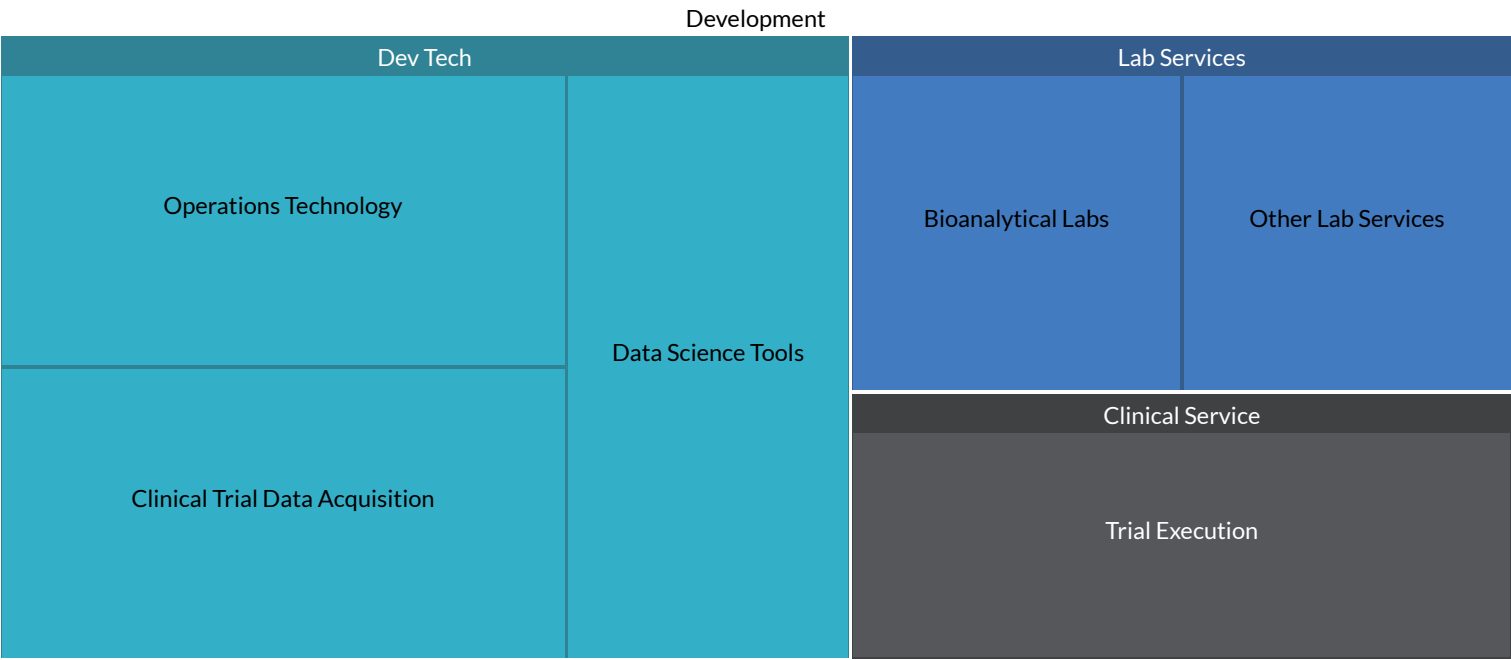 Development
Dev Tech
Operations Technology
Clinical Trial Data Acquisition
Data Science Tools
Lab Services
Bioanalytical Labs
Other Lab Services
Clinical Service
Trial Execution